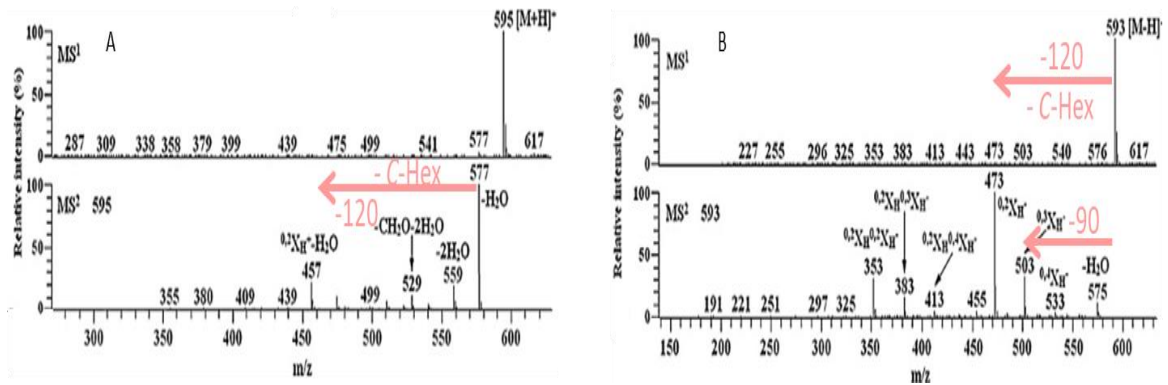 A
595 [M+H]⁺
MS¹
Relative intensity (%)
100
50
0
287 309 338 358 379 399 439 475 499 541 577 617
MS² 595
100
50
0
- C-Hex
-120
577
-H₂O
-CH₂O-2H₂O
-2H₂O
559
529
0,2XH⁺-H₂O
457
355 380 409 439 499
300 350 400 450 500 550 600
m/z
B
593 [M-H]⁻
MS¹
Relative intensity (%)
100
50
0
-120
- C-Hex
227 255 296 325 353 383 413 443 473 503 540 576 617
MS² 593
100
50
0
473
0,2XH⁻
0,2XH0,3XH⁻
0,3XH⁻
-90
0,2XH0,2XH⁻
0,2XH0,4XH⁻
353
383
413
455
503
0,4XH⁻
533
-H₂O
575
191 221 251 297 325
150 200 250 300 350 400 450 500 550 600
m/z